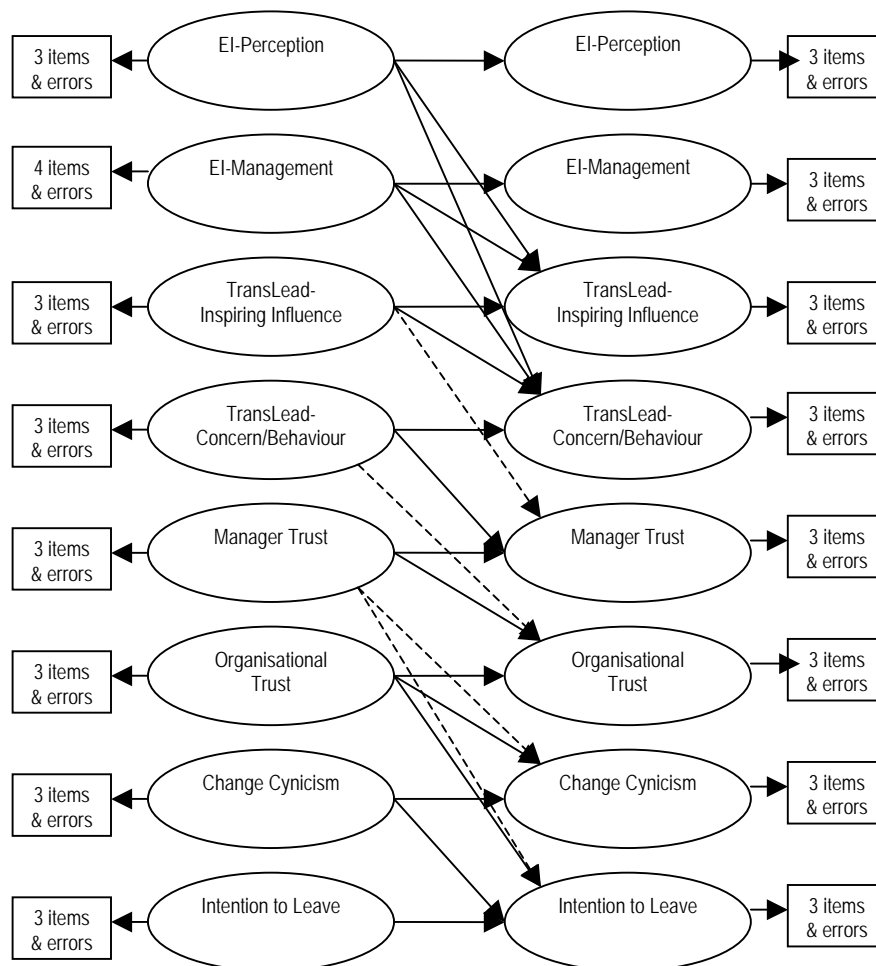 3 items
& errors
EI-Perception
EI-Perception
3 items
& errors
4 items
& errors
EI-Management
EI-Management
3 items
& errors
3 items
& errors
TransLead-
Inspiring Influence
TransLead-
Inspiring Influence
3 items
& errors
3 items
& errors
TransLead-
Concern/Behaviour
TransLead-
Concern/Behaviour
3 items
& errors
3 items
& errors
Manager Trust
Manager Trust
3 items
& errors
3 items
& errors
Organisational
Trust
Organisational
Trust
3 items
& errors
3 items
& errors
Change Cynicism
Change Cynicism
3 items
& errors
3 items
& errors
Intention to Leave
Intention to Leave
3 items
& errors